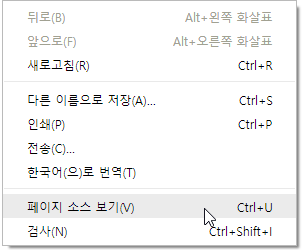 뒤로(B) Alt+왼쪽 화살표
앞으로(F) Alt+오른쪽 화살표
새로고침(R) Ctrl+R
다른 이름으로 저장(A)... Ctrl+S
인쇄(P) Ctrl+P
전송(C)...
한국어(으)로 번역(T)
페이지 소스 보기(V) Ctrl+U
검사(N) Ctrl+Shift+I